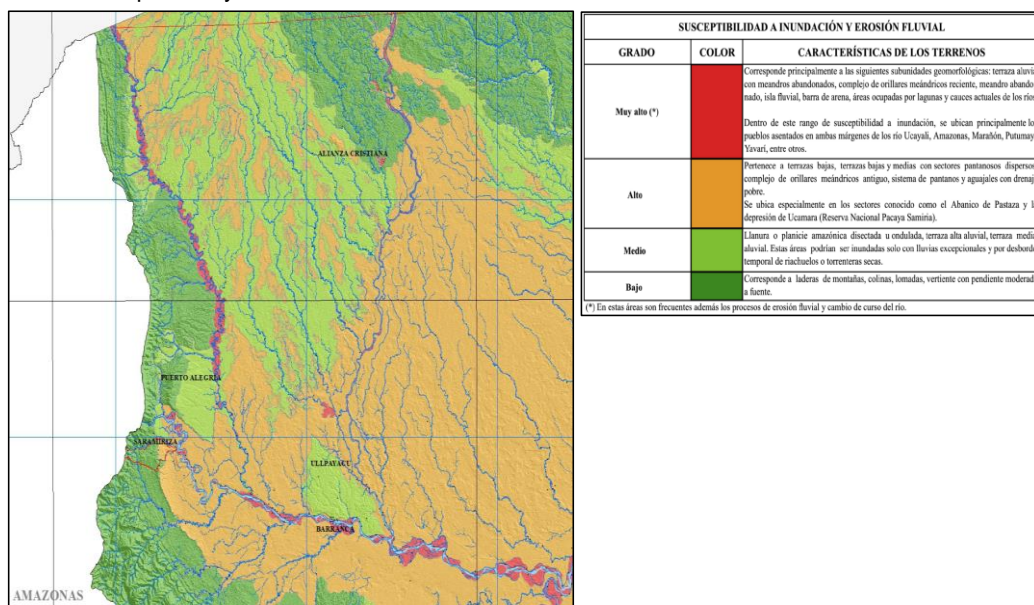 ALIANZA CRISTIANA
PUERTO ALEGRIA
SARAMIRIZA
ULLPAYACU
BARRANCA
AMAZONAS
SUSCEPTIBILIDAD A INUNDACIÓN Y EROSIÓN FLUVIAL
GRADO COLOR CARACTERÍSTICAS DE LOS TERRENOS
Muy alto (*)
Corresponde principalmente a las siguientes subunidades geomorfológicas: terraza aluvia
con meandros abandonados, complejo de orillares meándricos reciente, meandro abando
nado, isla fluvial, barra de arena, áreas ocupadas por lagunas y cauces actuales de los ríos
Dentro de este rango de susceptibilidad a inundación, se ubican principalmente lo
pueblos asentados en ambas márgenes de los río Ucayali, Amazonas, Marañón, Putumay
Yavarí, entre otros.
Alto
Pertenece a terrazas bajas, terrazas bajas y medias con sectores pantanosos dispersos
complejo de orillares meándricos antiguo, sistema de pantanos y aguajales con drenaj
pobre.
Se ubica especialmente en los sectores conocido como el Abanico de Pastaza y la
depresión de Ucamara (Reserva Nacional Pacaya Samiria).
Medio
Llanura o planicie amazónica disectada u ondulada, terraza alta aluvial, terraza media
aluvial. Estas áreas podrían ser inundadas solo con lluvias excepcionales y por desborde
temporal de riachuelos o torrenteras secas.
Bajo
Corresponde a laderas de montañas, colinas, lomadas, vertiente con pendiente moderad
a fuente.
(*) En estas áreas son frecuentes además los procesos de erosión fluvial y cambio de curso del río.